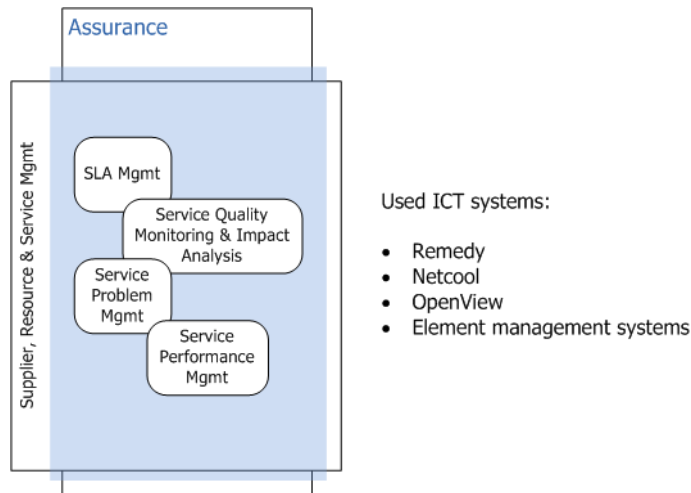 Assurance
Supplier, Resource & Service Mgmt
SLA Mgmt
Service Quality
Monitoring & Impact
Analysis
Service
Problem
Mgmt
Service
Performance
Mgmt
Used ICT systems:
• Remedy
• Netcool
• OpenView
• Element management systems